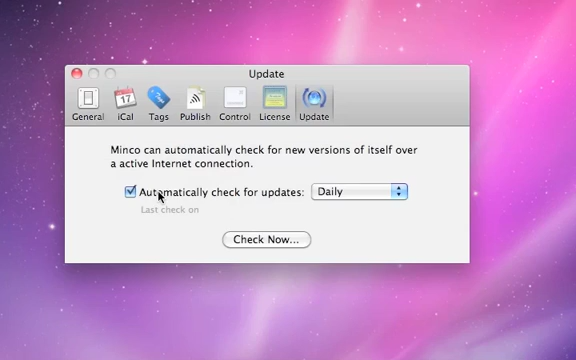 Update
General
iCal
Tags
Publish
Control
License
Update
17
Minco can automatically check for new versions of itself over
a active Internet connection.
Automatically check for updates: Daily
Last check on
Check Now...